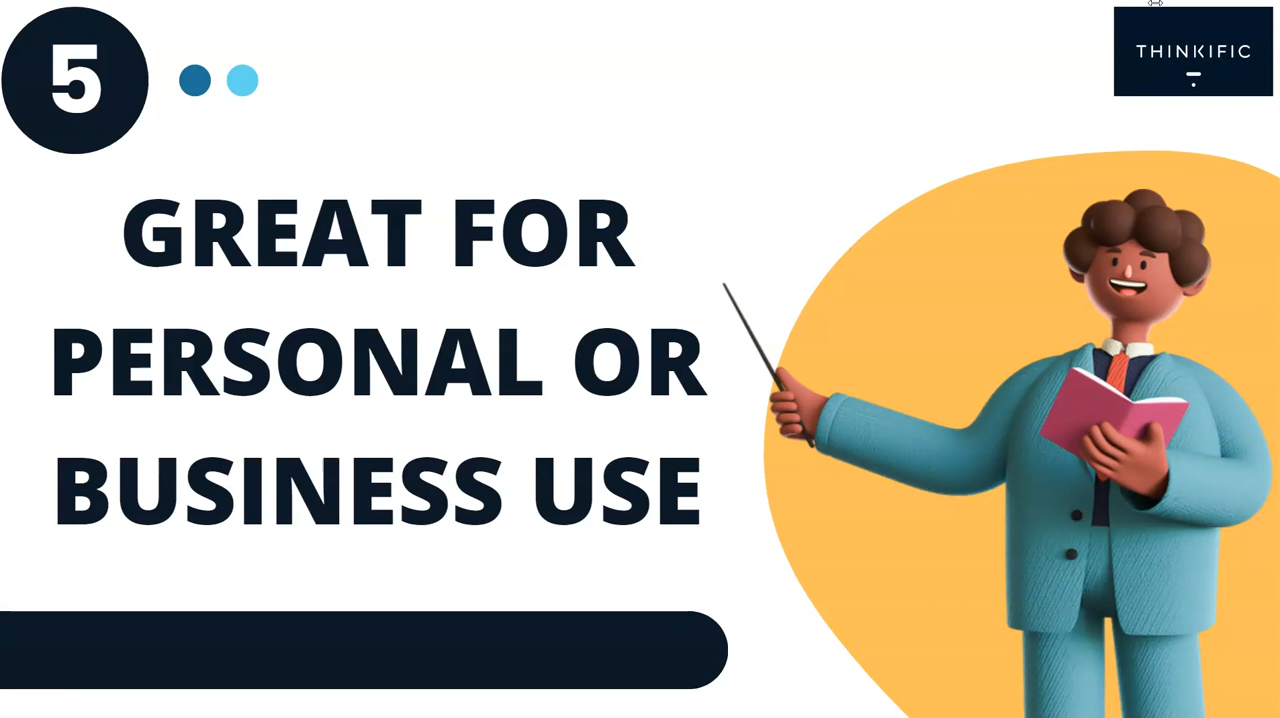 5
THINKIFIC
GREAT FOR
PERSONAL OR
BUSINESS USE